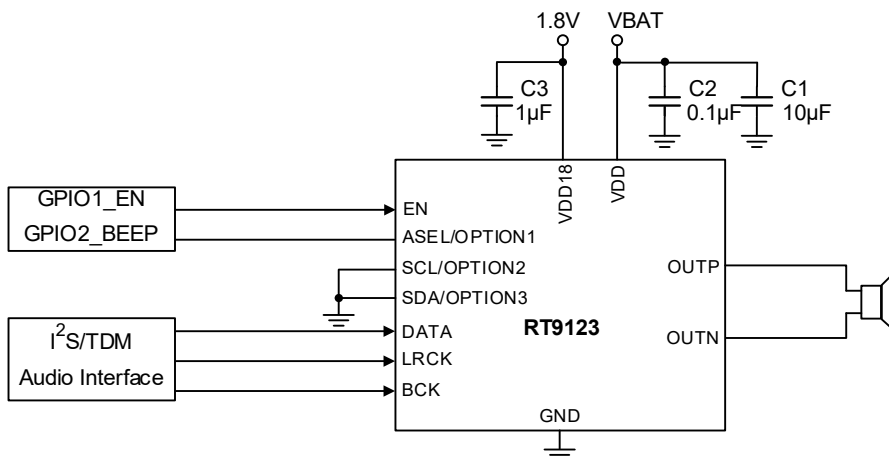 1.8V
VBAT
C3
1µF
C2
0.1µF
C1
10µF
VDD18
VDD
GPIO1_EN
GPIO2_BEEP
EN
ASEL/OPTION1
SCL/OPTION2
SDA/OPTION3
OUTP
RT9123
OUTN
I²S/TDM
Audio Interface
DATA
LRCK
BCK
GND